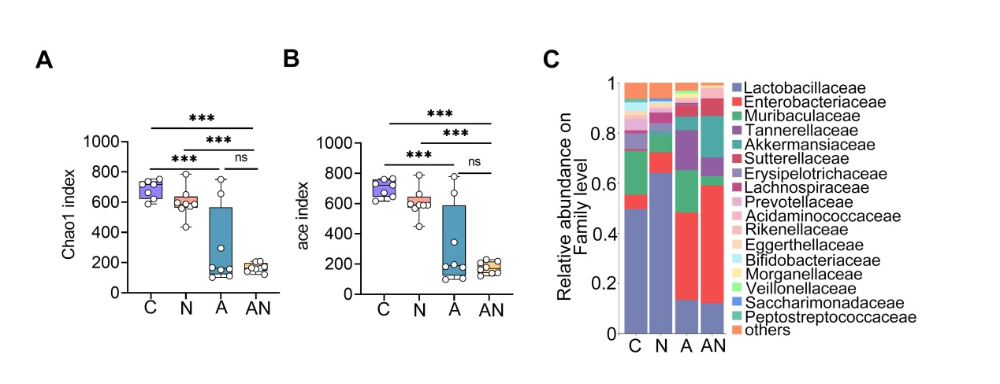 A
B
C
Chao1 index
1000
800
600
400
200
0
***
***
***
ns
C N A AN
ace index
1000
800
600
400
200
0
***
***
***
ns
C N A AN
Relative abundance on
Family level
1
0.8
0.6
0.4
0.2
0
C N A AN
Lactobacillaceae
Enterobacteriaceae
Muribaculaceae
Tannerellaceae
Akkermansiaceae
Sutterellaceae
Erysipelotrichaceae
Lachnospiraceae
Prevotellaceae
Acidaminococcaceae
Rikenellaceae
Eggerthellaceae
Bifidobacteriaceae
Morganellaceae
Veillonellaceae
Saccharimonadaceae
Peptostreptococcaceae
others